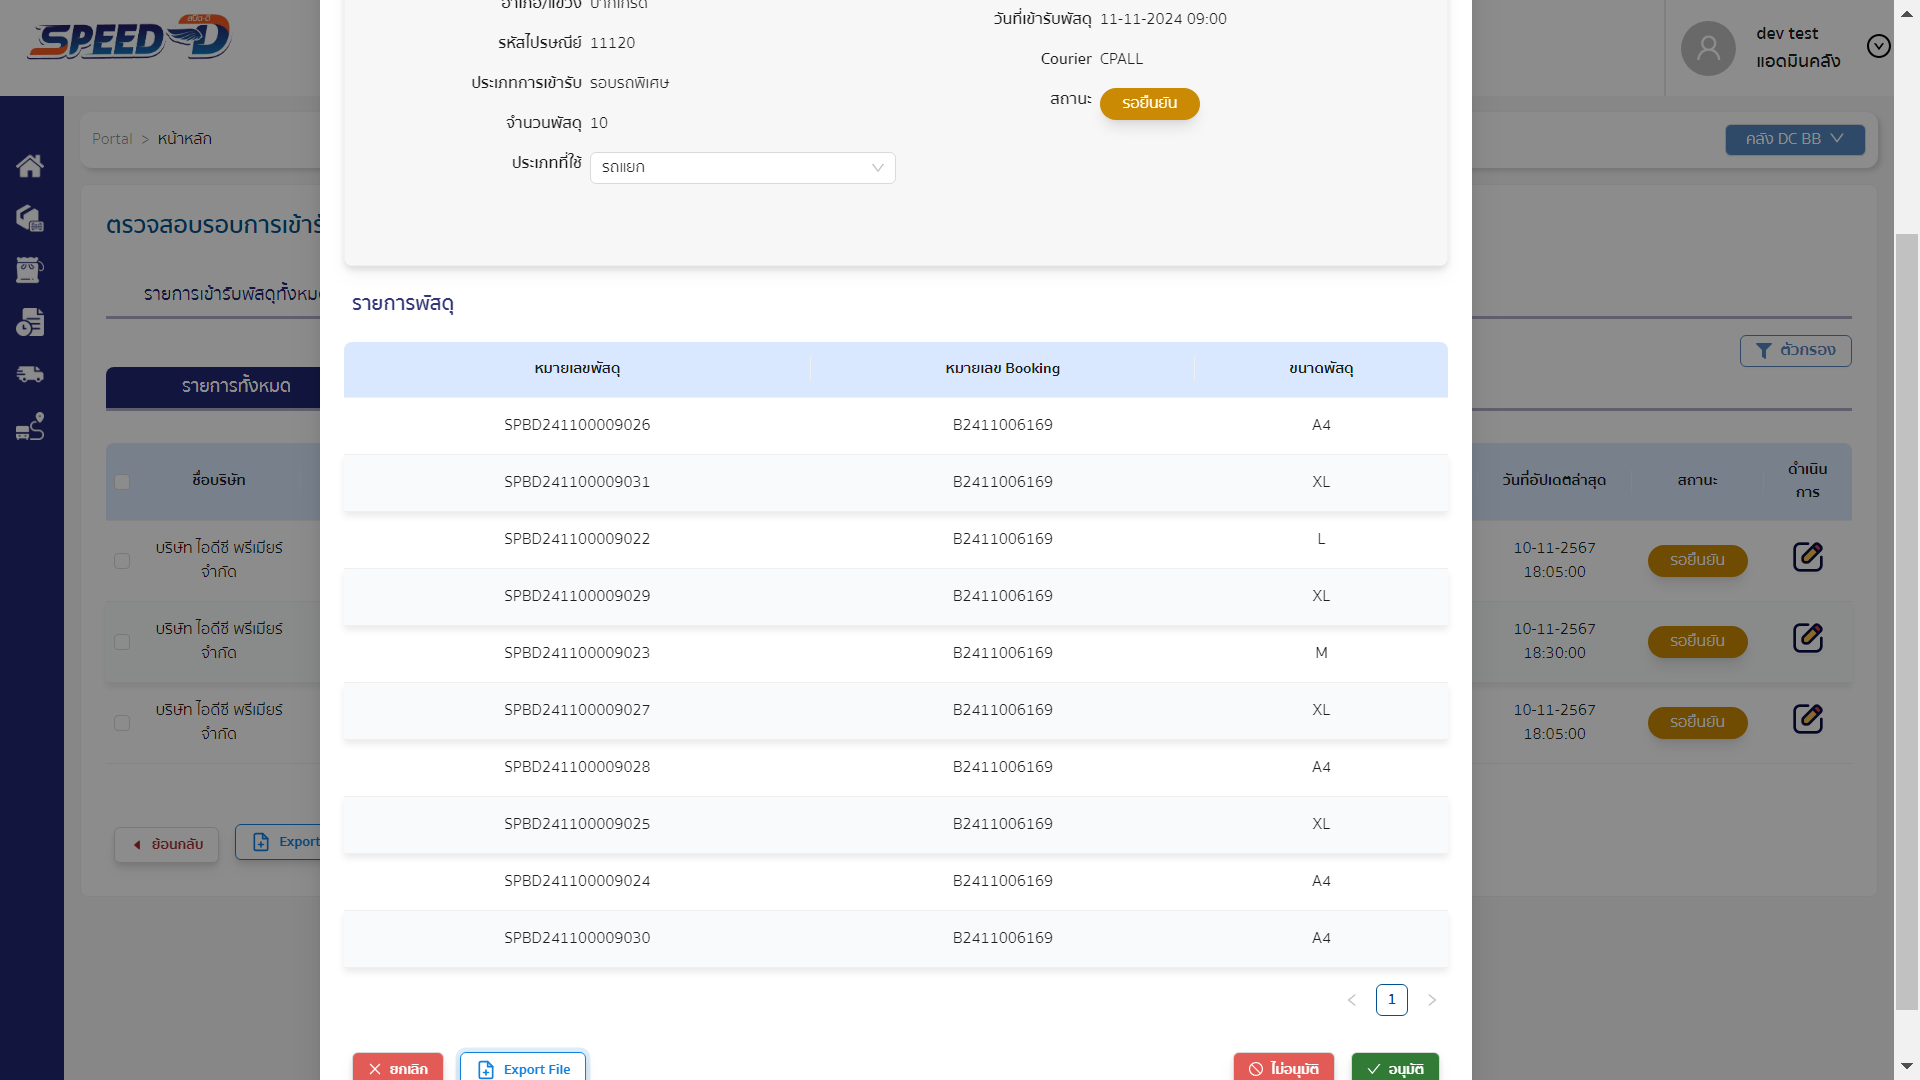 สปีด-ดี
SPEED D
dev test
แอดมินคลัง
Portal > หน้าหลัก
คลัง DC BB
ตรวจสอบรอบการเข้ารั
รายการเข้ารับพัสดุทั้งหม
ตัวกรอง
รายการทั้งหมด
ชื่อบริษัท
วันที่อัปเดตล่าสุด
สถานะ
ดำเนิน
การ
บริษัท ไอดีซี พรีเมียร์
จำกัด
10-11-2567
18:05:00
รอยืนยัน
บริษัท ไอดีซี พรีเมียร์
จำกัด
10-11-2567
18:30:00
รอยืนยัน
บริษัท ไอดีซี พรีเมียร์
จำกัด
10-11-2567
18:05:00
รอยืนยัน
ย้อนกลับ
Export
อำเภอ/แขวง ปากเกร็ด
รหัสไปรษณีย์ 11120
ประเภทการเข้ารับ รอบรถพิเศษ
จำนวนพัสดุ 10
ประเภทที่ใช้ รถแยก
วันที่เข้ารับพัสดุ 11-11-2024 09:00
Courier CPALL
สถานะ รอยืนยัน
รายการพัสดุ
หมายเลขพัสดุ หมายเลข Booking ขนาดพัสดุ
SPBD241100009026 B2411006169 A4
SPBD241100009031 B2411006169 XL
SPBD241100009022 B2411006169 L
SPBD241100009029 B2411006169 XL
SPBD241100009023 B2411006169 M
SPBD241100009027 B2411006169 XL
SPBD241100009028 B2411006169 A4
SPBD241100009025 B2411006169 XL
SPBD241100009024 B2411006169 A4
SPBD241100009030 B2411006169 A4
1
ยกเลิก
Export File
ไม่อนุมัติ
อนุมัติ